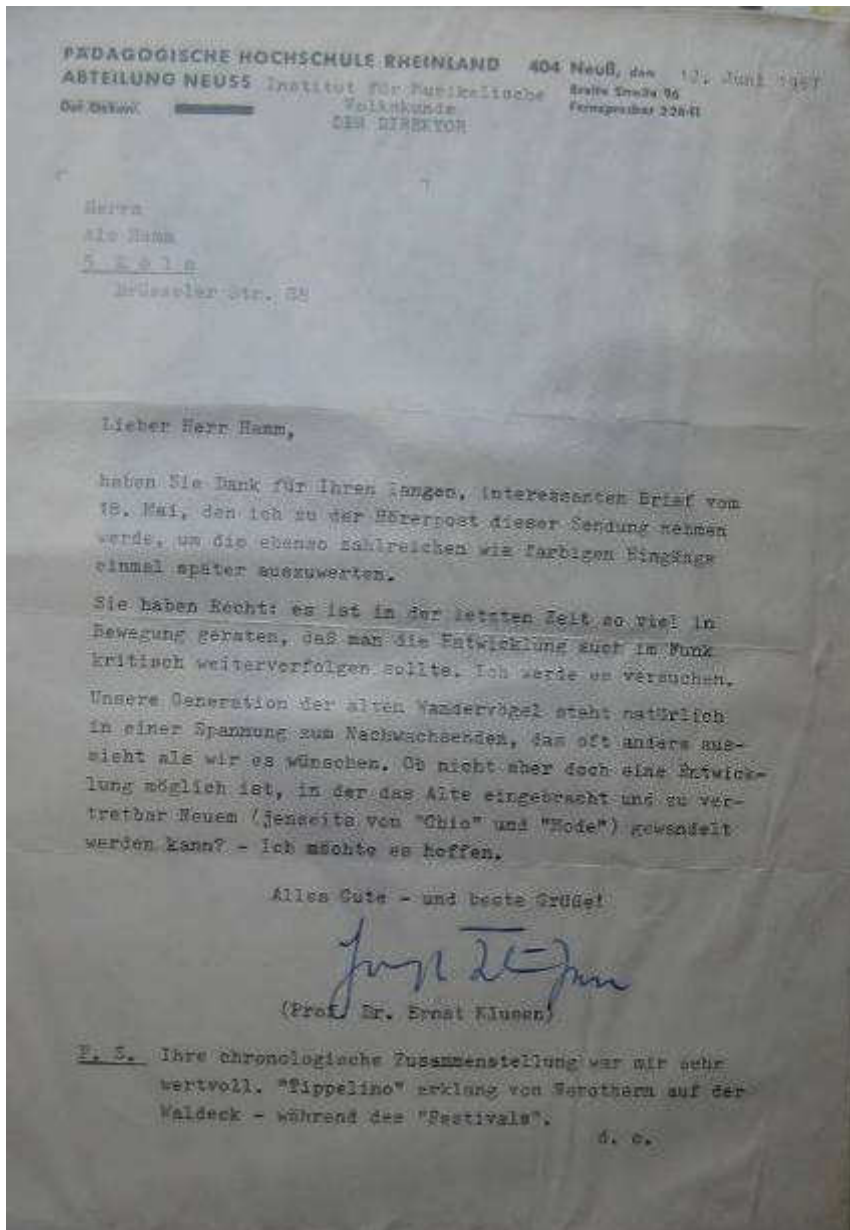 PÄDAGOGISCHE HOCHSCHULE RHEINLAND 404 Neuß, den 12. Juni 1967
ABTEILUNG NEUSS Institut für Musikalische Breite Straße 96
Der Dekan Volkskunde Fernsprecher
DER DIREKTOR
Herrn
Alo Hamm
5 Köln
Brüsseler Str.
Lieber Herr Hamm,
haben Sie Dank für Ihren langen, interessanten Brief vom
18. Mai, den ich zu der Hörerpost dieser Sendung nehmen
werde, um die ebenso zahlreichen wie farbigen Eingänge
einmal später auszuwerten.
Sie haben Recht: es ist in der letzten Zeit so viel in
Bewegung geraten, daß man die Entwicklung auch im Funk
kritisch weiterverfolgen sollte. Ich werde es versuchen.
Unsere Generation der alten Wandervögel steht natürlich
in einer Spannung zum Nachwachsenden, das oft anders aus-
sieht als wir es wünschen. Ob nicht aber doch eine Entwick-
lung möglich ist, in der das Alte eingebracht und zu ver-
tretbar Neuem (jenseits von "Ohio" und "Mode") gewandelt
werden kann? - Ich möchte es hoffen.
Alles Gute - und beste Grüße!
(Prof. Dr. Ernst Klusen)
P. S. Ihre chronologische Zusammenstellung war mir sehr
wertvoll. "Tippelino" erklang von Nerothern auf der
Waldeck - während des "Festivals".
d. o.